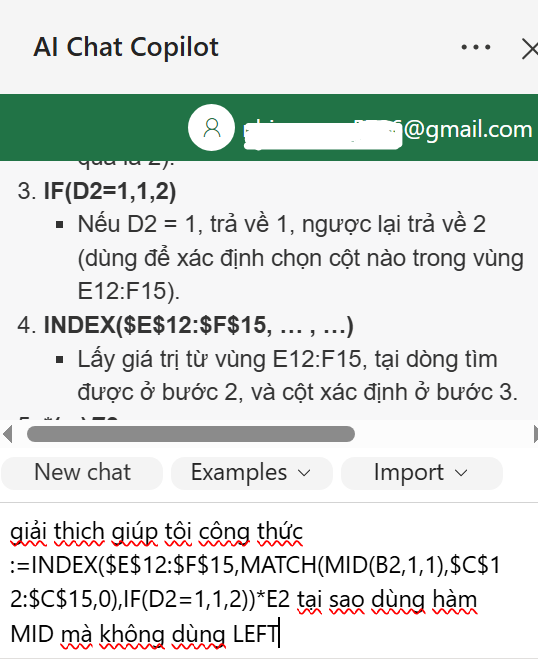 AI Chat Copilot
@gmail.com
quả là 2).
3. IF(D2=1,1,2)
▪ Nếu D2 = 1, trả về 1, ngược lại trả về 2
(dùng để xác định chọn cột nào trong vùng
E12:F15).
4. INDEX($E$12:$F$15, … , …)
▪ Lấy giá trị từ vùng E12:F15, tại dòng tìm
được ở bước 2, và cột xác định ở bước 3.
New chat
Examples
Import
giải thich giúp tôi công thức
:=INDEX($E$12:$F$15,MATCH(MID(B2,1,1),$C$1
2:$C$15,0),IF(D2=1,1,2))*E2 tại sao dùng hàm
MID mà không dùng LEFT